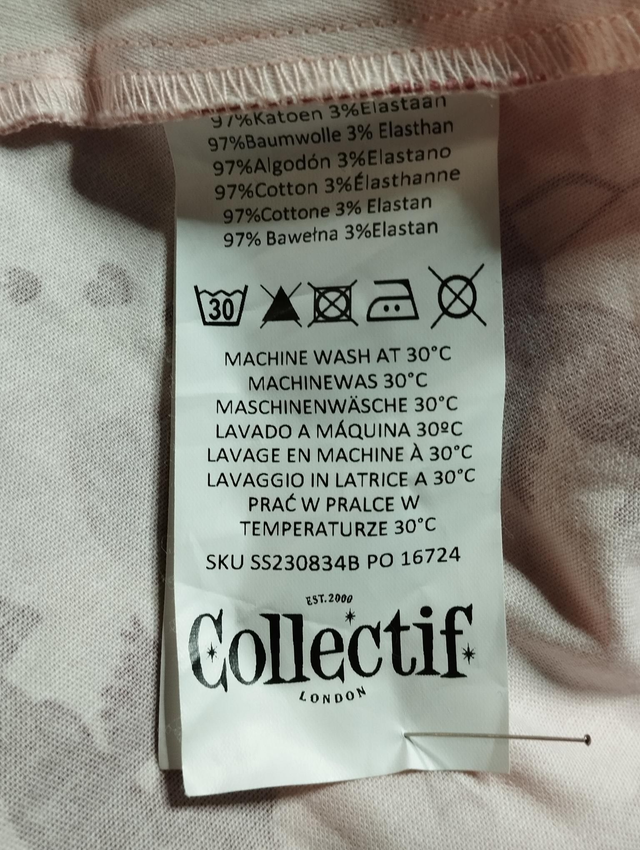 97%Katoen 3%Elastaan
97%Baumwolle 3% Elasthan
97%Algodón 3%Elastano
97%Cotton 3%Élasthanne
97%Cottone 3% Elastan
97% Bawełna 3%Elastan
30
MACHINE WASH AT 30°C
MACHINEWAS 30°C
MASCHINENWÄSCHE 30°C
LAVADO A MÁQUINA 30ºC
LAVAGE EN MACHINE À 30°C
LAVAGGIO IN LATRICE A 30°C
PRAĆ W PRALCE W
TEMPERATURZE 30°C
SKU SS230834B PO 16724
EST.2000
Collectif
LONDON